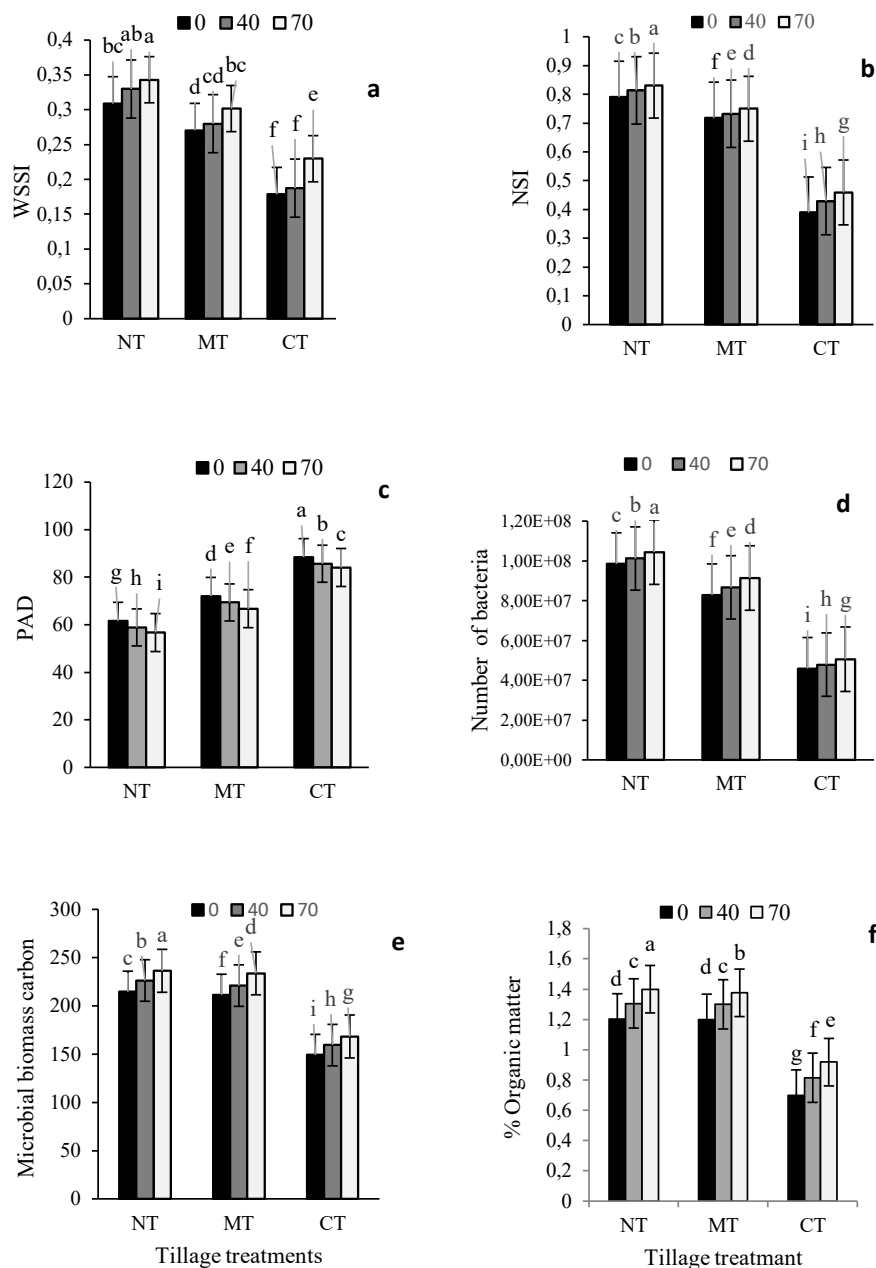 0 40 70
bc ab a
d cd bc
f f e
a
0,4
0,35
0,3
0,25
0,2
0,15
0,1
0,05
0
WSSI
NT MT CT
0 40 70
c b a
f e d
i h g
b
1
0,9
0,8
0,7
0,6
0,5
0,4
0,3
0,2
0,1
0
NSI
NT MT CT
0 40 70
g h i
d e f
a b c
c
120
100
80
60
40
20
0
PAD
NT MT CT
0 40 70
c b a
f e d
i h g
d
1,20E+08
1,00E+08
8,00E+07
6,00E+07
4,00E+07
2,00E+07
0,00E+00
Number of bacteria
NT MT CT
0 40 70
c b a
f e d
i h g
e
300
250
200
150
100
50
0
Microbial biomass carbon
NT MT CT
Tillage treatments
0 40 70
d c a
d c b
g f e
f
1,8
1,6
1,4
1,2
1
0,8
0,6
0,4
0,2
0
% Organic matter
NT MT CT
Tillage treatmant